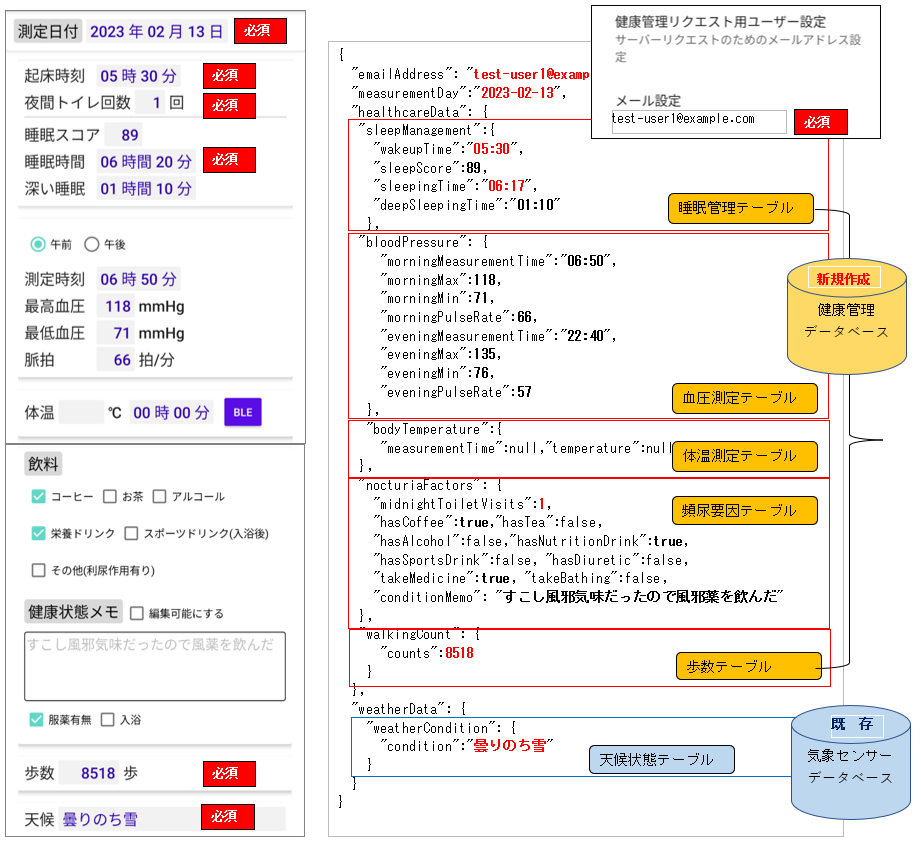 測定日付 2023 年 02 月 13 日 必須
起床時刻 05 時 30 分 必須
夜間トイレ回数 1 回 必須
睡眠スコア 89
睡眠時間 06 時間 20 分 必須
深い睡眠 01 時間 10 分
午前 午後
測定時刻 06 時 50 分
最高血圧 118 mmHg
最低血圧 71 mmHg
脈拍 66 拍/分
体温 ℃ 00 時 00 分 BLE
飲料
コーヒー お茶 アルコール
栄養ドリンク スポーツドリンク(入浴後)
その他(利尿作用有り)
健康状態メモ 編集可能にする
すこし風邪気味だったので風薬を飲んだ
服薬有無 入浴
歩数 8518 歩 必須
天候 曇りのち雪 必須
健康管理リクエスト用ユーザー設定
サーバーリクエストのためのメールアドレス設
定
メール設定
test-user1@example.com 必須
{
"emailAddress": "test-user1@examp
"measurementDay":"2023-02-13",
"healthcareData": {
"sleepManagement":{
"wakeupTime":"05:30",
"sleepScore":89,
"sleepingTime":"06:17",
"deepSleepingTime":"01:10"
},
睡眠管理テーブル
"bloodPressure": {
"morningMeasurementTime":"06:50",
"morningMax":118,
"morningMin":71,
"morningPulseRate":66,
"eveningMeasurementTime":"22:40",
"eveningMax":135,
"eveningMin":76,
"eveningPulseRate":57
},
血圧測定テーブル
"bodyTemperature":{
"measurementTime":null,"temperature":null
},
体温測定テーブル
"nocturiaFactors": {
"midnightToiletVisits":1,
"hasCoffee":true,"hasTea":false,
"hasAlcohol":false,"hasNutritionDrink":true,
"hasSportsDrink":false, "hasDiuretic":false,
"takeMedicine":true, "takeBathing":false,
"conditionMemo": "すこし風邪気味だったので風邪薬を飲んだ"
},
頻尿要因テーブル
"walkingCount": {
"counts":8518
}
歩数テーブル
},
"weatherData": {
"weatherCondition": {
"condition":"曇りのち雪"
}
天候状態テーブル
}
}
新規作成
健康管理
データベース
既 存
気象センサー
データベース